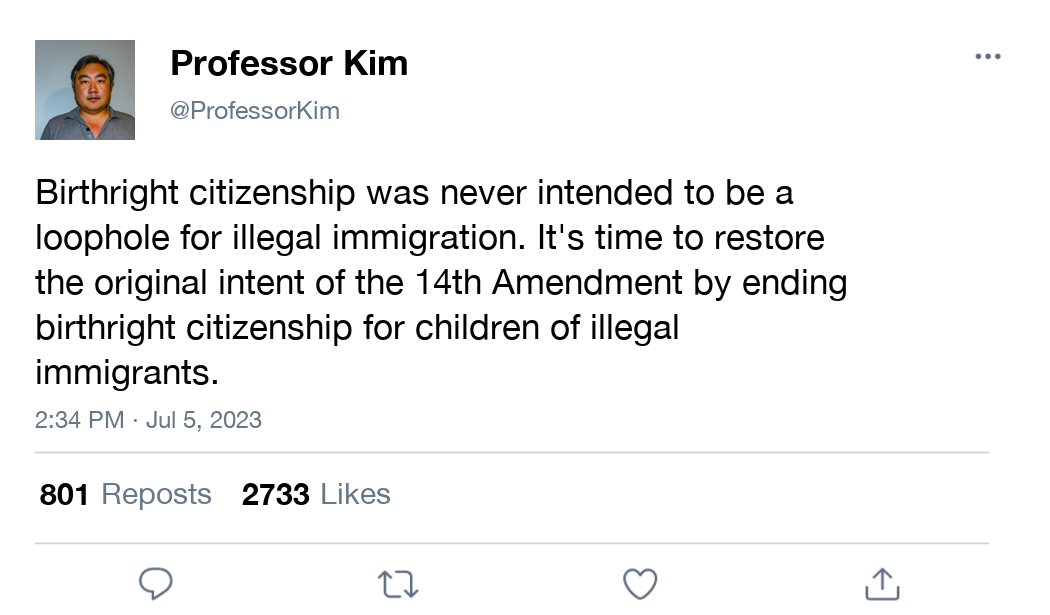 Professor Kim
@ProfessorKim
Birthright citizenship was never intended to be a
loophole for illegal immigration. It's time to restore
the original intent of the 14th Amendment by ending
birthright citizenship for children of illegal
immigrants.
2:34 PM · Jul 5, 2023
801 Reposts 2733 Likes